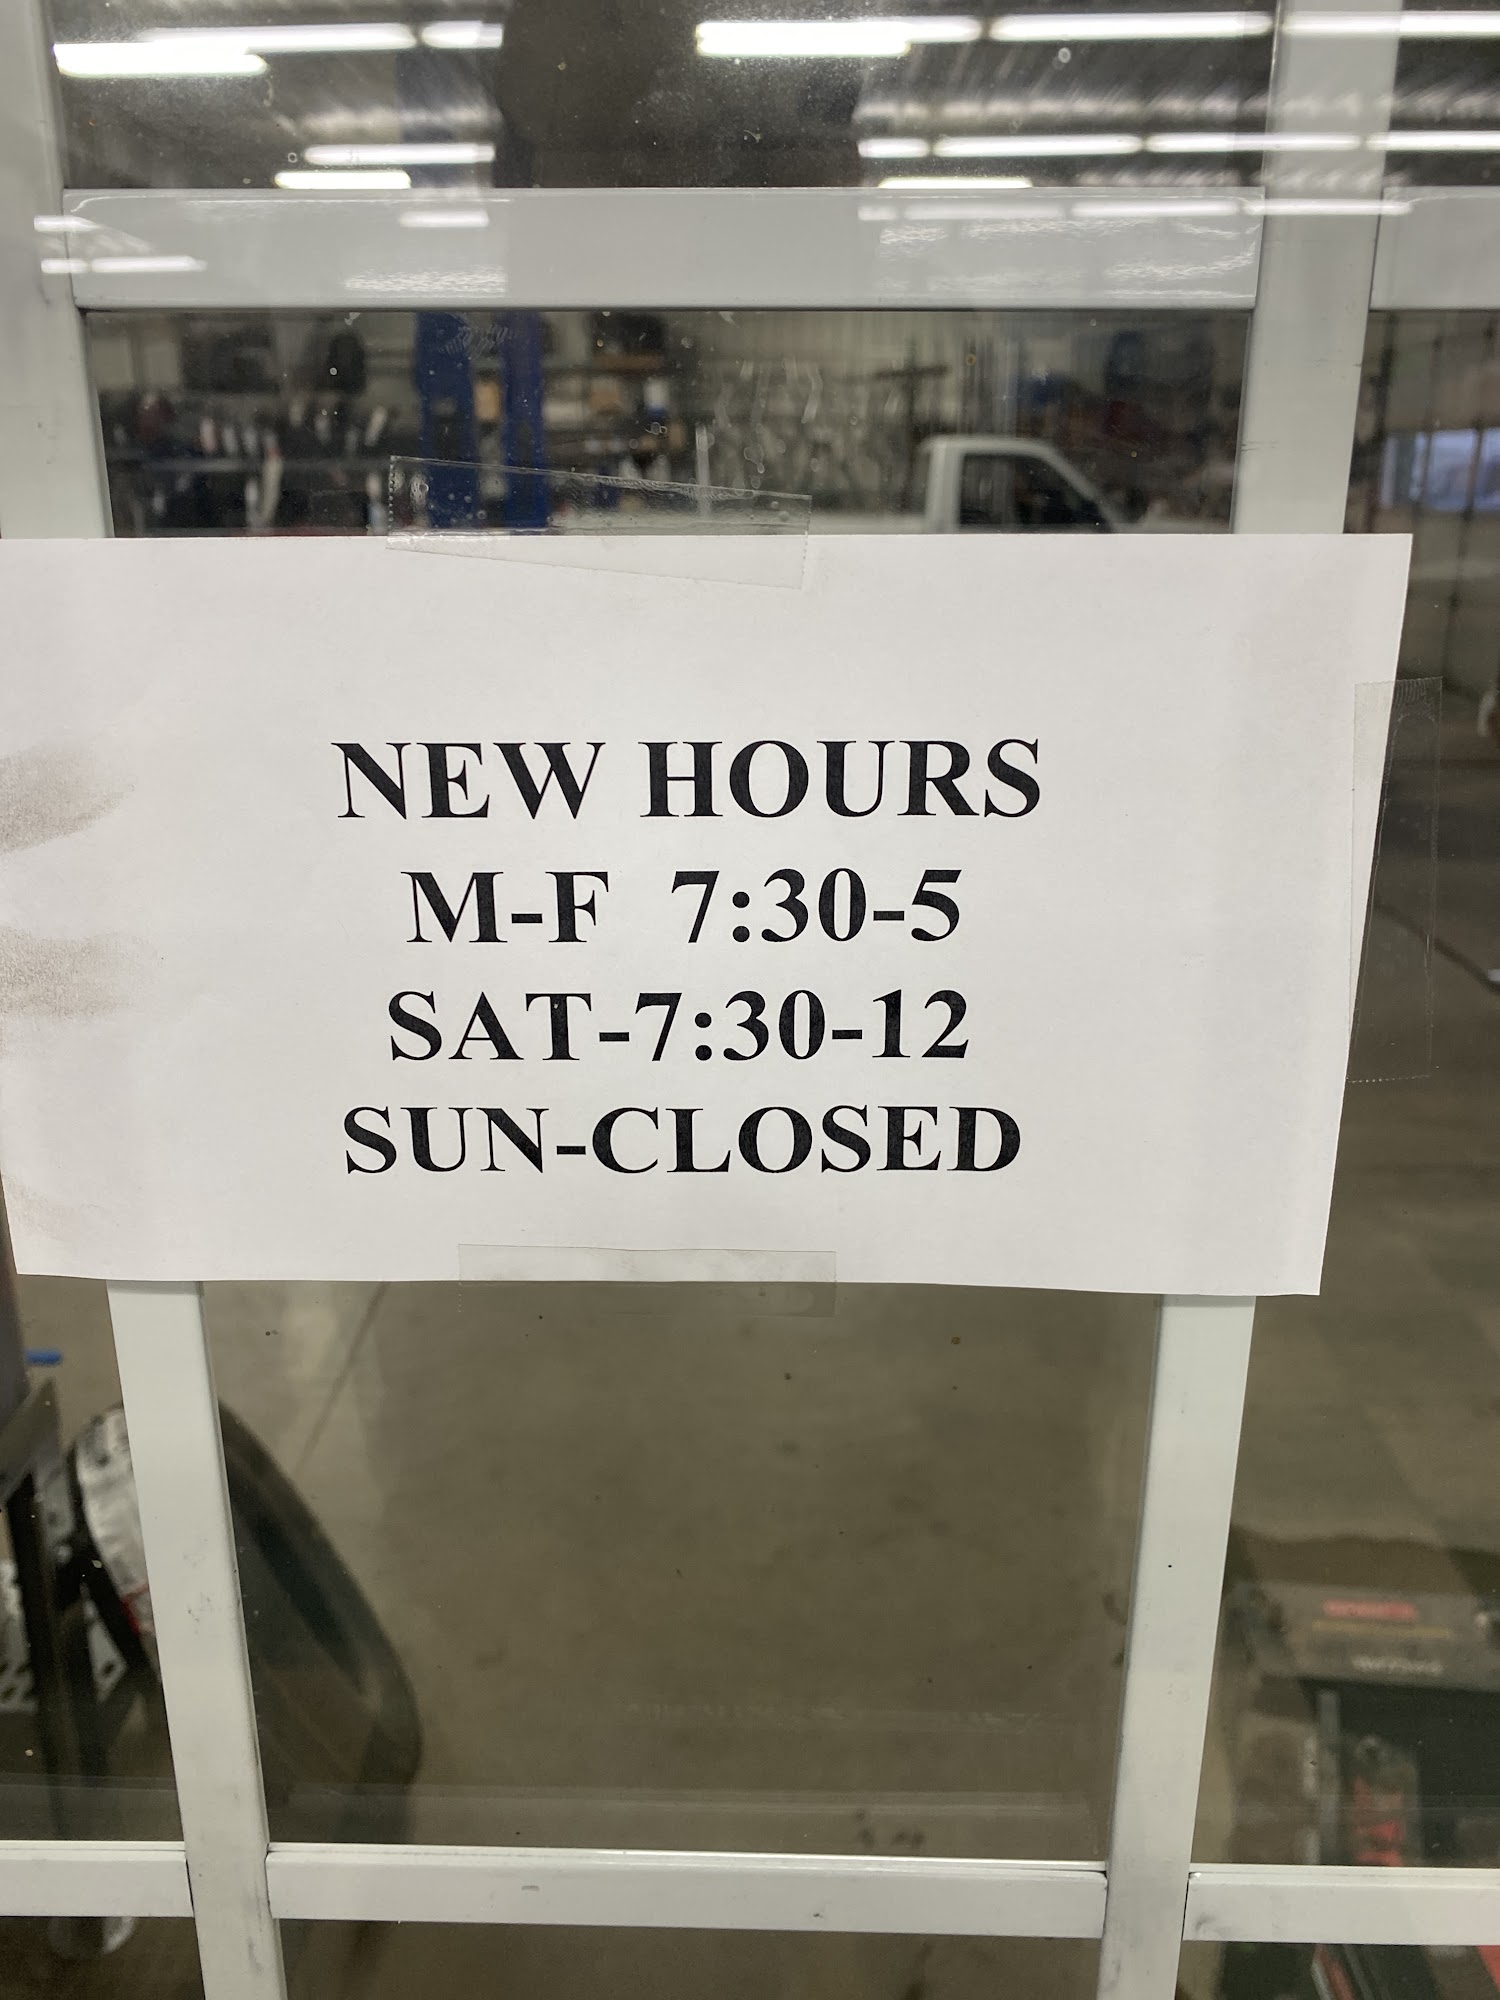 NEW HOURS
M-F 7:30-5
SAT-7:30-12
SUN-CLOSED